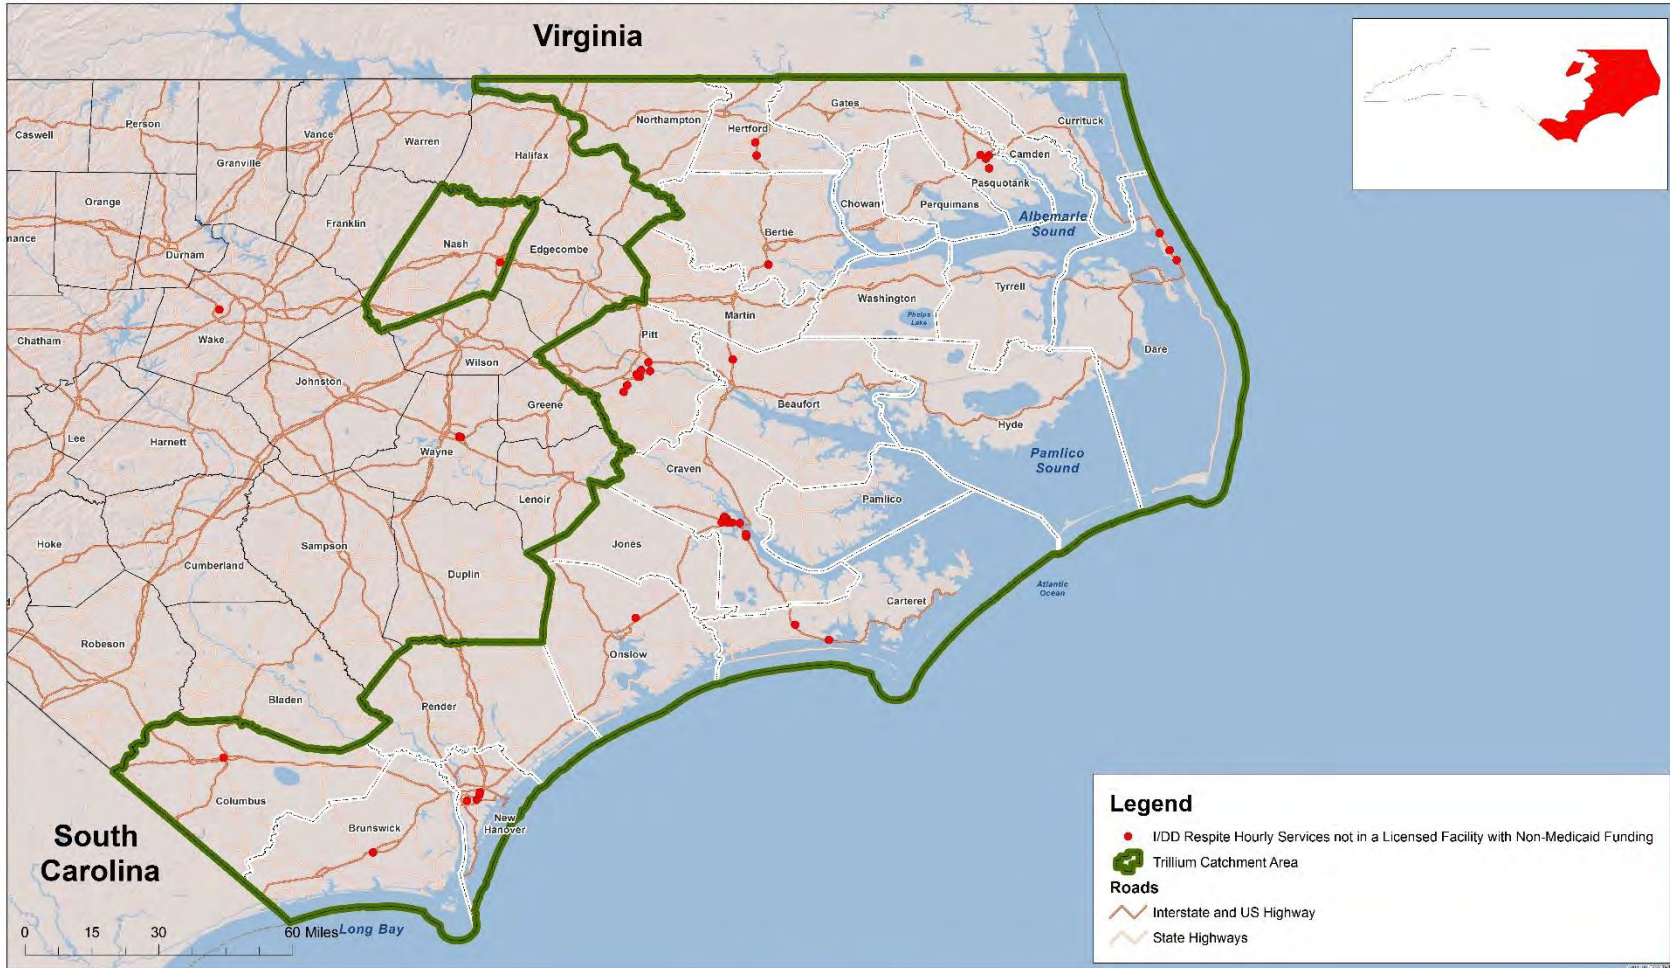 Virginia
Caswell
Person
Vance
Warren
Granville
Halifax
Northampton
Hertford
Gates
Currituck
Camden
Pasquotank
Orange
Franklin
Chowan
Perquimans
Albemarle
Sound
mance
Durham
Nash
Edgecombe
Bertie
Washington
Tyrrell
Phelps
Lake
Martin
Dare
Chatham
Wake
Pitt
Wilson
Johnston
Greene
Beaufort
Hyde
Lee
Harnett
Wayne
Craven
Pamlico
Sound
Pamlico
Lenoir
Hoke
Cumberland
Sampson
Duplin
Jones
Atlantic
Ocean
Carteret
Robeson
Onslow
Bladen
Pender
Columbus
Brunswick
New
Hanover
South
Carolina
Long Bay
0 15 30 60 Miles
Legend
I/DD Respite Hourly Services not in a Licensed Facility with Non-Medicaid Funding
Trillium Catchment Area
Roads
Interstate and US Highway
State Highways